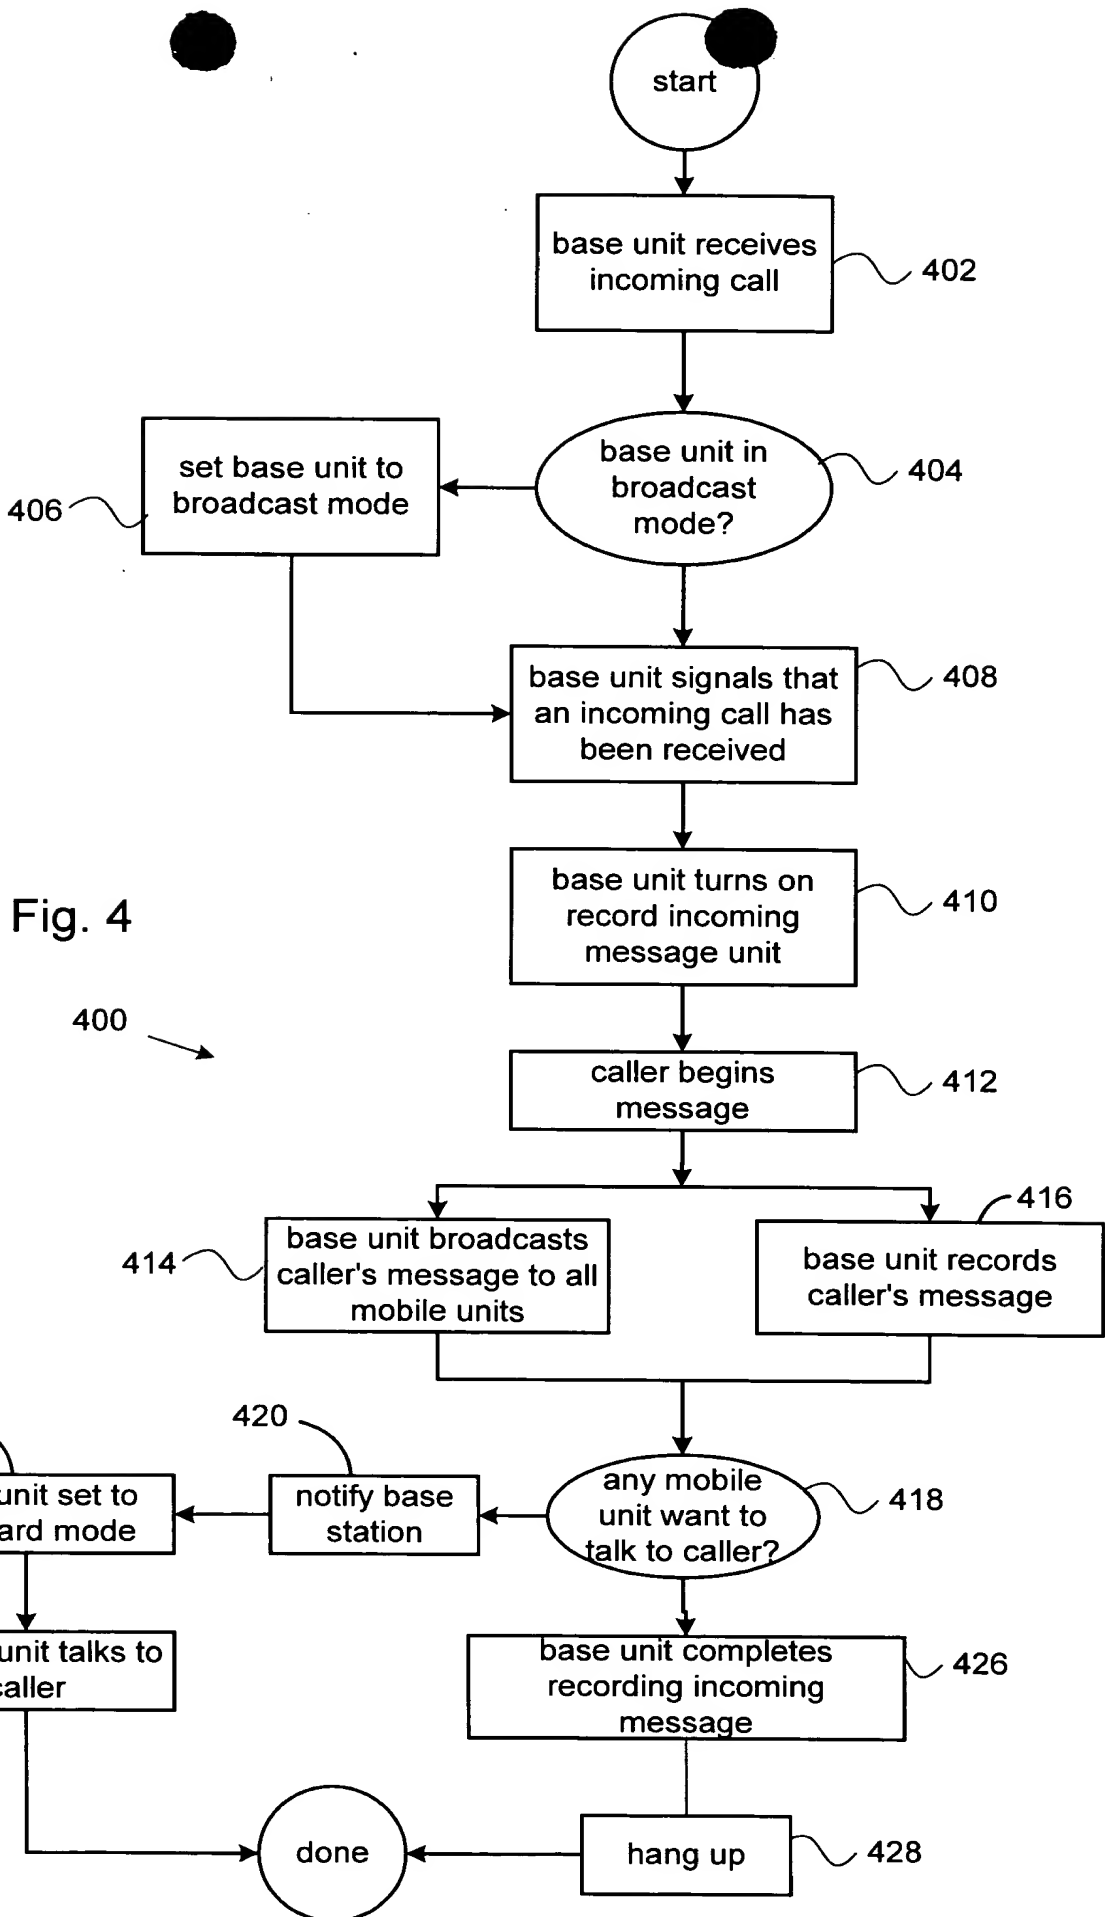 start
base unit receives
incoming call
402
base unit in
broadcast
mode?
404
set base unit to
broadcast mode
406
base unit signals that
an incoming call has
been received
408
base unit turns on
record incoming
message unit
410
Fig. 4
400
caller begins
message
412
base unit broadcasts
caller's message to all
mobile units
414
base unit records
caller's message
416
any mobile
unit want to
talk to caller?
418
420
notify base
station
unit set to
mode
unit talks to
caller
base unit completes
recording incoming
message
426
hang up
428
done